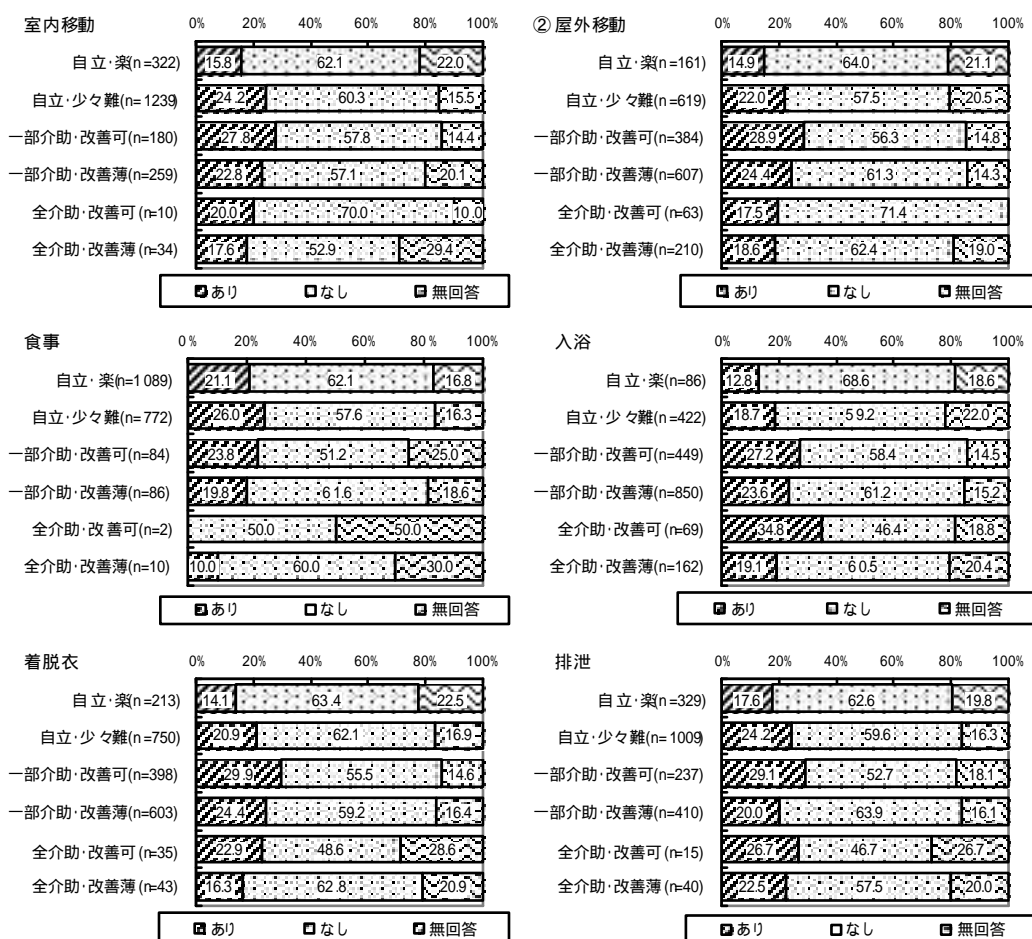 室内移動
0% 20% 40% 60% 80% 100%
自立・楽(n=322) 15.8 62.1 22.0
自立・少々難(n=1239) 24.2 60.3 15.5
一部介助・改善可(n=180) 27.8 57.8 14.4
一部介助・改善薄(n=259) 22.8 57.1 20.1
全介助・改善可(n=10) 20.0 70.0 10.0
全介助・改善薄(n=34) 17.6 52.9 29.4
あり なし 無回答
②屋外移動
0% 20% 40% 60% 80% 100%
自立・楽(n=161) 14.9 64.0 21.1
自立・少々難(n=619) 22.0 57.5 20.5
一部介助・改善可(n=384) 28.9 56.3 14.8
一部介助・改善薄(n=607) 24.4 61.3 14.3
全介助・改善可(n=63) 17.5 71.4
全介助・改善薄(n=210) 18.6 62.4 19.0
あり なし 無回答
食事
0% 20% 40% 60% 80% 100%
自立・楽(n=1089) 21.1 62.1 16.8
自立・少々難(n=772) 26.0 57.6 16.3
一部介助・改善可(n=84) 23.8 51.2 25.0
一部介助・改善薄(n=86) 19.8 61.6 18.6
全介助・改善可(n=2) 50.0 50.0
全介助・改善薄(n=10) 10.0 60.0 30.0
あり なし 無回答
入浴
0% 20% 40% 60% 80% 100%
自立・楽(n=86) 12.8 68.6 18.6
自立・少々難(n=422) 18.7 59.2 22.0
一部介助・改善可(n=449) 27.2 58.4 14.5
一部介助・改善薄(n=850) 23.6 61.2 15.2
全介助・改善可(n=69) 34.8 46.4 18.8
全介助・改善薄(n=162) 19.1 60.5 20.4
あり なし 無回答
着脱衣
0% 20% 40% 60% 80% 100%
自立・楽(n=213) 14.1 63.4 22.5
自立・少々難(n=750) 20.9 62.1 16.9
一部介助・改善可(n=398) 29.9 55.5 14.6
一部介助・改善薄(n=603) 24.4 59.2 16.4
全介助・改善可(n=35) 22.9 48.6 28.6
全介助・改善薄(n=43) 16.3 62.8 20.9
あり なし 無回答
排泄
0% 20% 40% 60% 80% 100%
自立・楽(n=329) 17.6 62.6 19.8
自立・少々難(n=1009) 24.2 59.6 16.3
一部介助・改善可(n=237) 29.1 52.7 18.1
一部介助・改善薄(n=410) 20.0 63.9 16.1
全介助・改善可(n=15) 26.7 46.7 26.7
全介助・改善薄(n=40) 22.5 57.5 20.0
あり なし 無回答